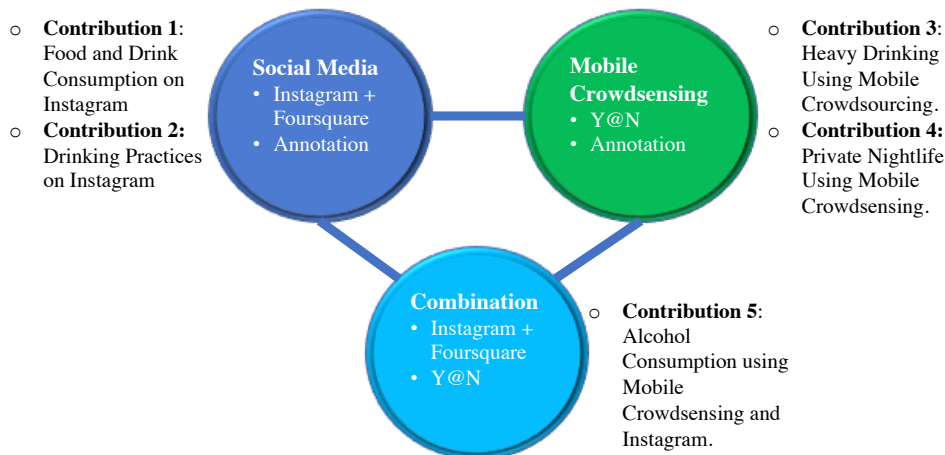 ○ Contribution 1:
Food and Drink
Consumption on
Instagram
○ Contribution 2:
Drinking Practices
on Instagram
Social Media
• Instagram +
Foursquare
• Annotation
Mobile
Crowdsensing
• Y@N
• Annotation
○ Contribution 3:
Heavy Drinking
Using Mobile
Crowdsourcing.
○ Contribution 4:
Private Nightlife
Using Mobile
Crowdsensing.
Combination
• Instagram +
Foursquare
• Y@N
○ Contribution 5:
Alcohol
Consumption using
Mobile
Crowdsensing and
Instagram.